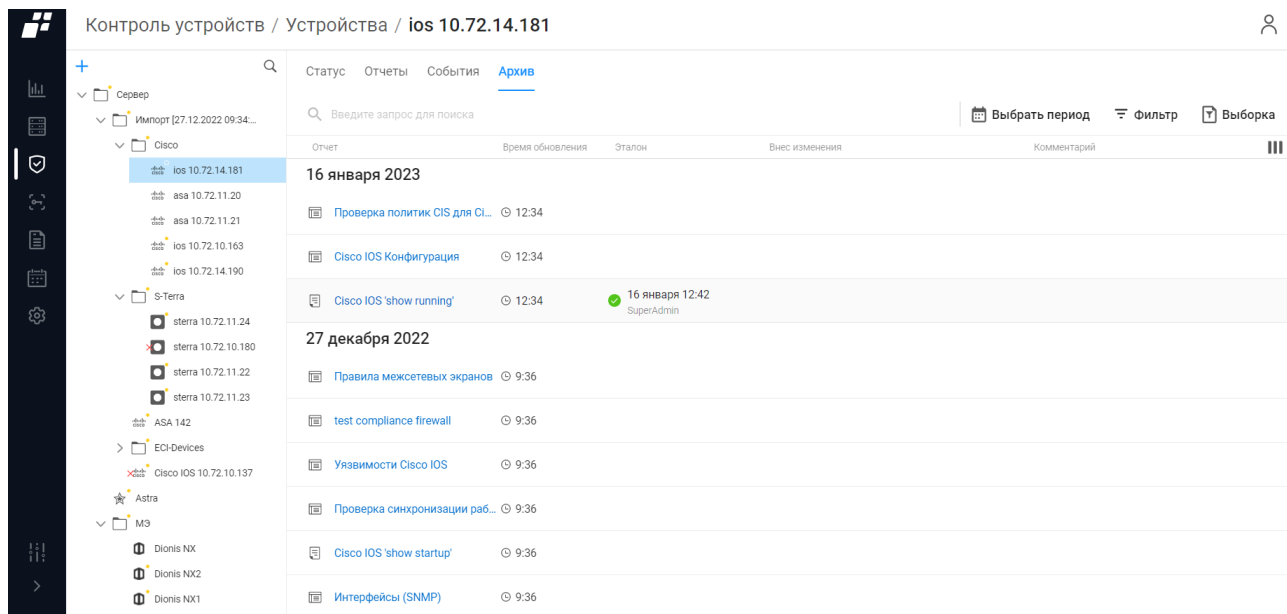 Контроль устройств / Устройства / ios 10.72.14.181
Сервер
Импорт [27.12.2022 09:34:...
Cisco
ios 10.72.14.181
asa 10.72.11.20
asa 10.72.11.21
ios 10.72.10.163
ios 10.72.14.190
S-Terra
sterra 10.72.11.24
sterra 10.72.10.180
sterra 10.72.11.22
sterra 10.72.11.23
ASA 142
ECI-Devices
Cisco IOS 10.72.10.137
Astra
МЭ
Dionis NX
Dionis NX2
Dionis NX1
Статус Отчеты События Архив
Введите запрос для поиска Выбрать период Фильтр Выборка
Отчет Время обновления Эталон Внес изменения Комментарий
16 января 2023
Проверка политик CIS для Ci... 12:34
Cisco IOS Конфигурация 12:34
Cisco IOS 'show running' 12:34 16 января 12:42
SuperAdmin
27 декабря 2022
Правила межсетевых экранов 9:36
test compliance firewall 9:36
Уязвимости Cisco IOS 9:36
Проверка синхронизации раб... 9:36
Cisco IOS 'show startup' 9:36
Интерфейсы (SNMP) 9:36